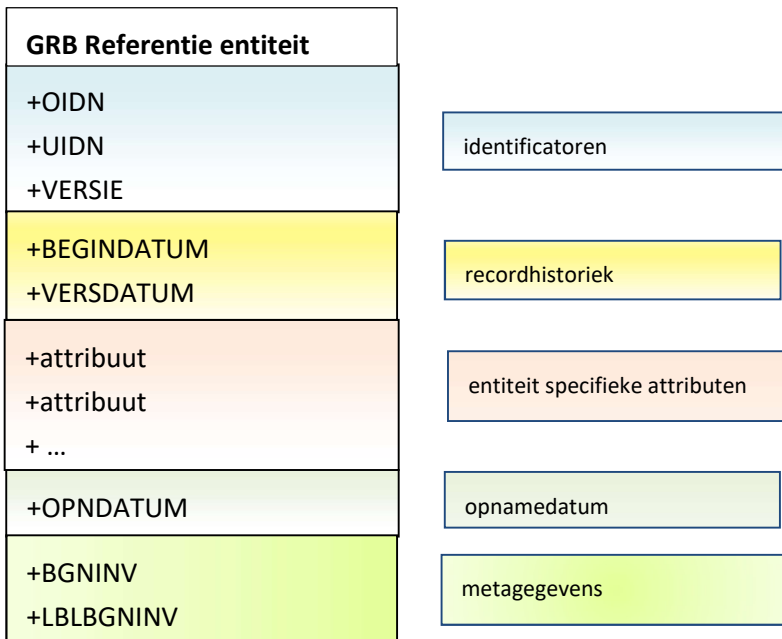 GRB Referentie entiteit
+OIDN
+UIDN
+VERSIE
identificatoren
+BEGINDATUM
+VERSDATUM
recordhistoriek
+attribuut
+attribuut
+ ...
entiteit specifieke attributen
+OPNDATUM
opnamedatum
+BGNINV
+LBLBGNINV
metagegevens